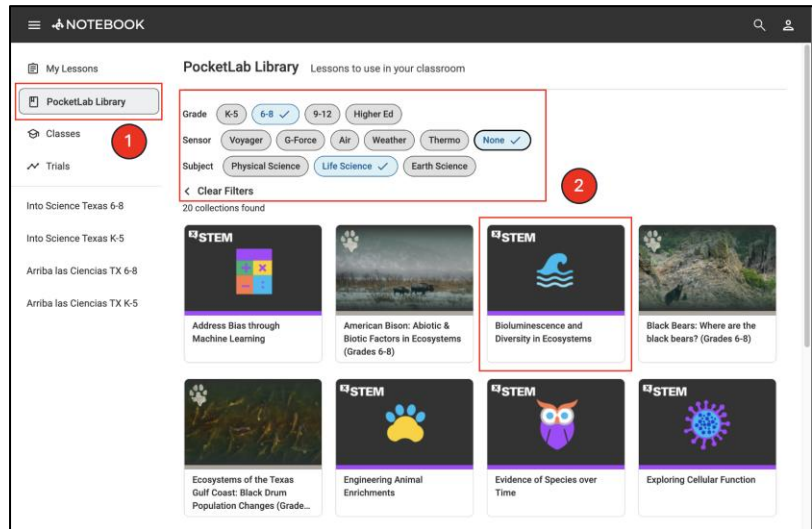 NOTEBOOK
My Lessons
PocketLab Library
Classes
Trials
Into Science Texas 6-8
Into Science Texas K-5
Arriba las Ciencias TX 6-8
Arriba las Ciencias TX K-5
1
PocketLab Library Lessons to use in your classroom
Grade K-5 6-8 9-12 Higher Ed
Sensor Voyager G-Force Air Weather Thermo None
Subject Physical Science Life Science Earth Science
Clear Filters
2
20 collections found
STEM
Address Bias through
Machine Learning
American Bison: Abiotic &
Biotic Factors in Ecosystems
(Grades 6-8)
STEM
Bioluminescence and
Diversity in Ecosystems
Black Bears: Where are the
black bears? (Grades 6-8)
Ecosystems of the Texas
Gulf Coast: Black Drum
Population Changes (Grade...
STEM
Engineering Animal
Enrichments
STEM
Evidence of Species over
Time
STEM
Exploring Cellular Function